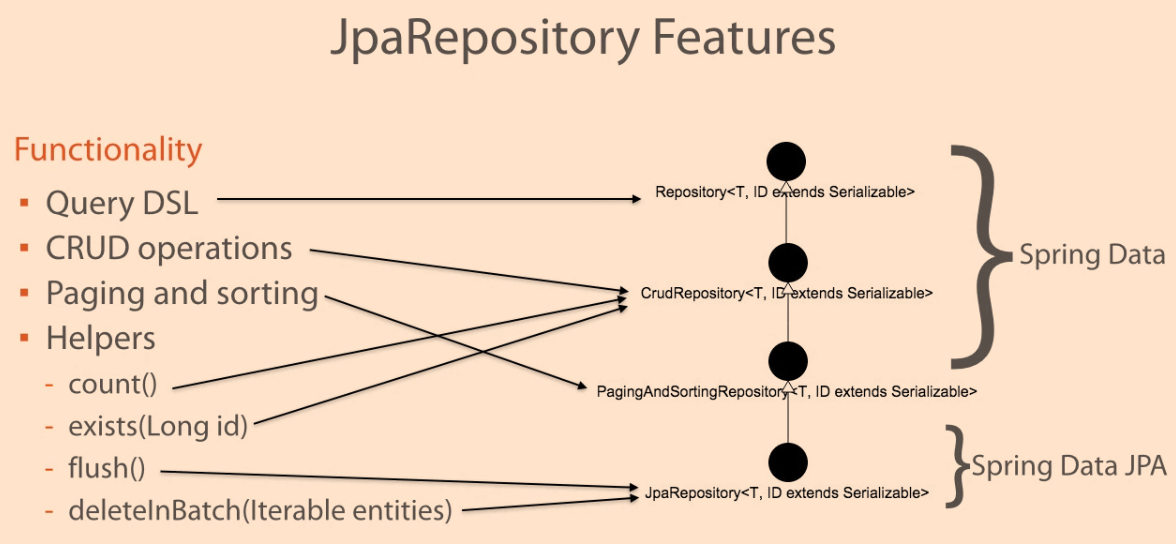 JpaRepository Features
Functionality
▪ Query DSL
▪ CRUD operations
▪ Paging and sorting
▪ Helpers
- count()
- exists(Long id)
- flush()
- deleteInBatch(Iterable entities)
Repository<T, ID extends Serializable>
CrudRepository<T, ID extends Serializable>
PagingAndSortingRepository<T, ID extends Serializable>
JpaRepository<T, ID extends Serializable>
Spring Data
Spring Data JPA